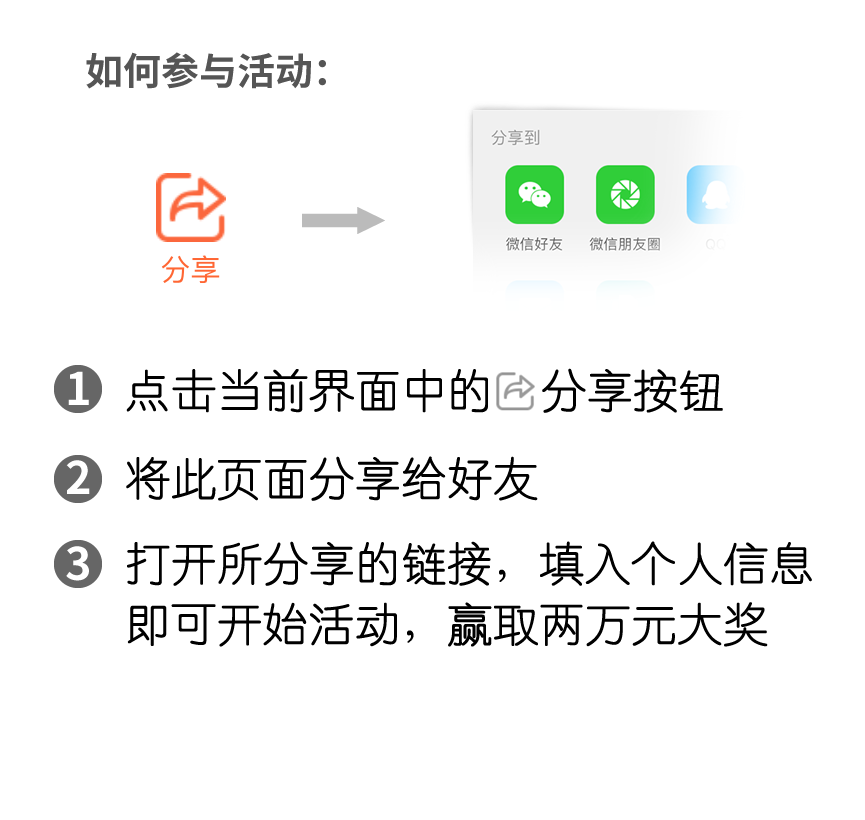 如何参与活动：
分享到
微信好友 微信朋友圈 QQ
分享
1 点击当前界面中的分享按钮
2 将此页面分享给好友
3 打开所分享的链接，填入个人信息
即可开始活动，赢取两万元大奖